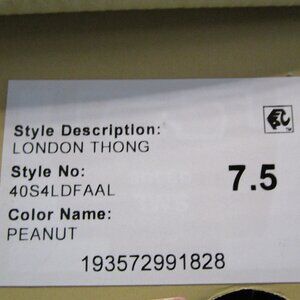 Style Description:
LONDON THONG
Style No:
40S4LDFAAL
7.5
Color Name:
PEANUT
193572991828